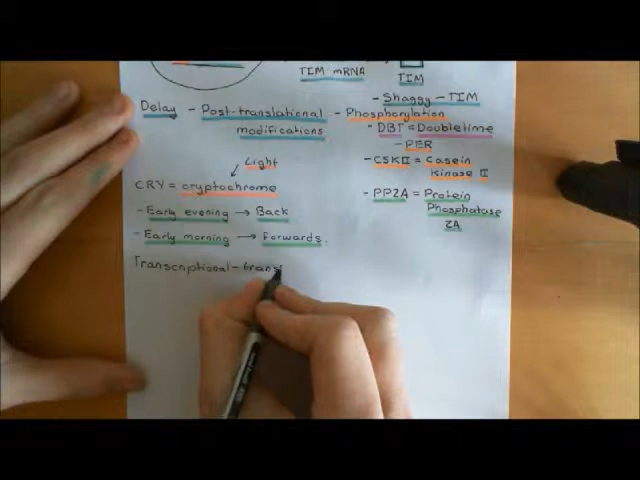 TIM mRNA
TIM
- Shaggy - TIM
Delay - Post-translational modifications
- Phosphorylation
- DBT = Doubletime
- PER
- CSKII = Casein kinase II
Light
CRY = cryptochrome
- PP2A = Protein Phosphatase 2A
- Early evening → Back
- Early morning → Forwards.
Transcriptional - trans